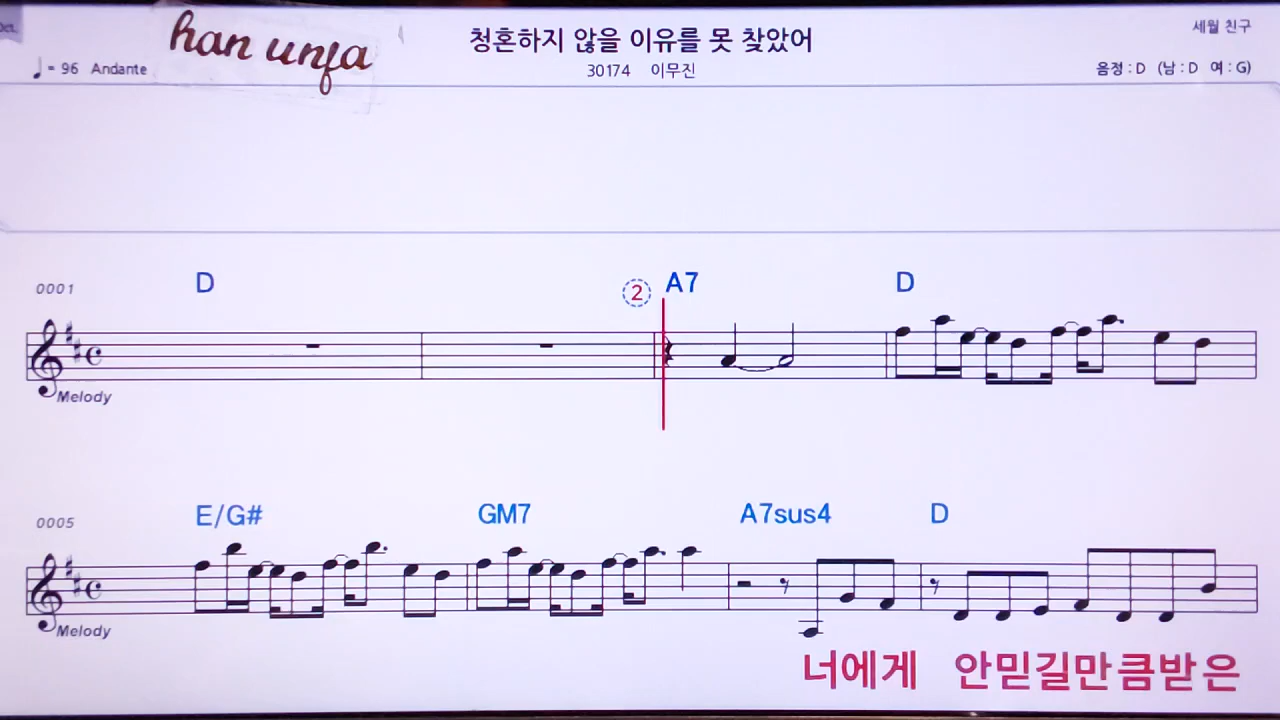 han unfa
청혼하지 않을 이유를 못 찾았어
세월 친구
♩ = 96 Andante
30174 이무진
음정 : D (남 : D 여 : G)
0001 D ② A7 D
Melody
0005 E/G# GM7 A7sus4 D
Melody
너에게 안믿길만큼받은